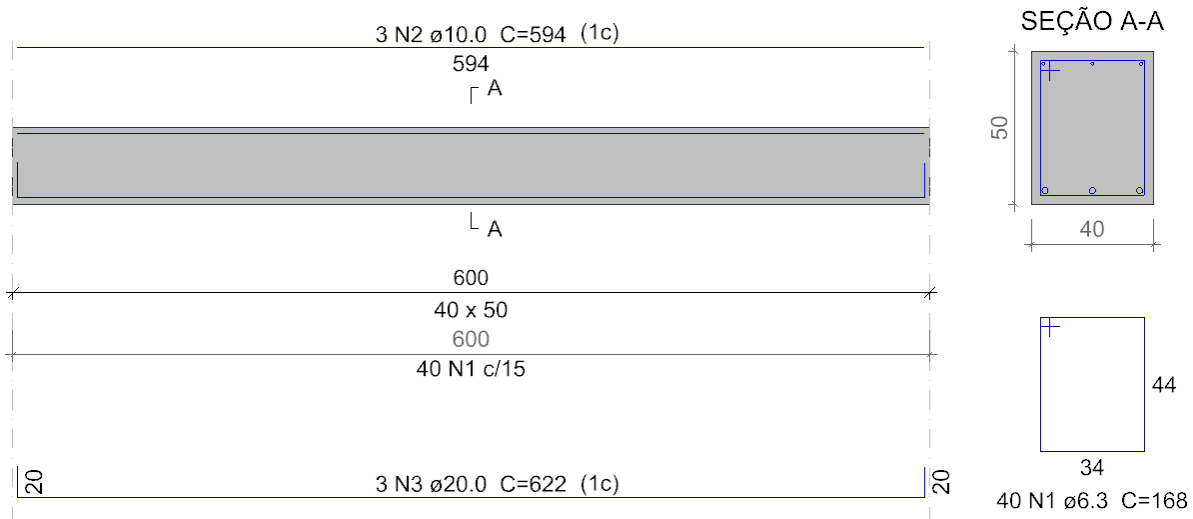 3 N2 ø10.0 C=594 (1c)
594
A
A
600
40 x 50
600
40 N1 c/15
20
3 N3 ø20.0 C=622 (1c)
20
SEÇÃO A-A
50
40
44
34
40 N1 ø6.3 C=168